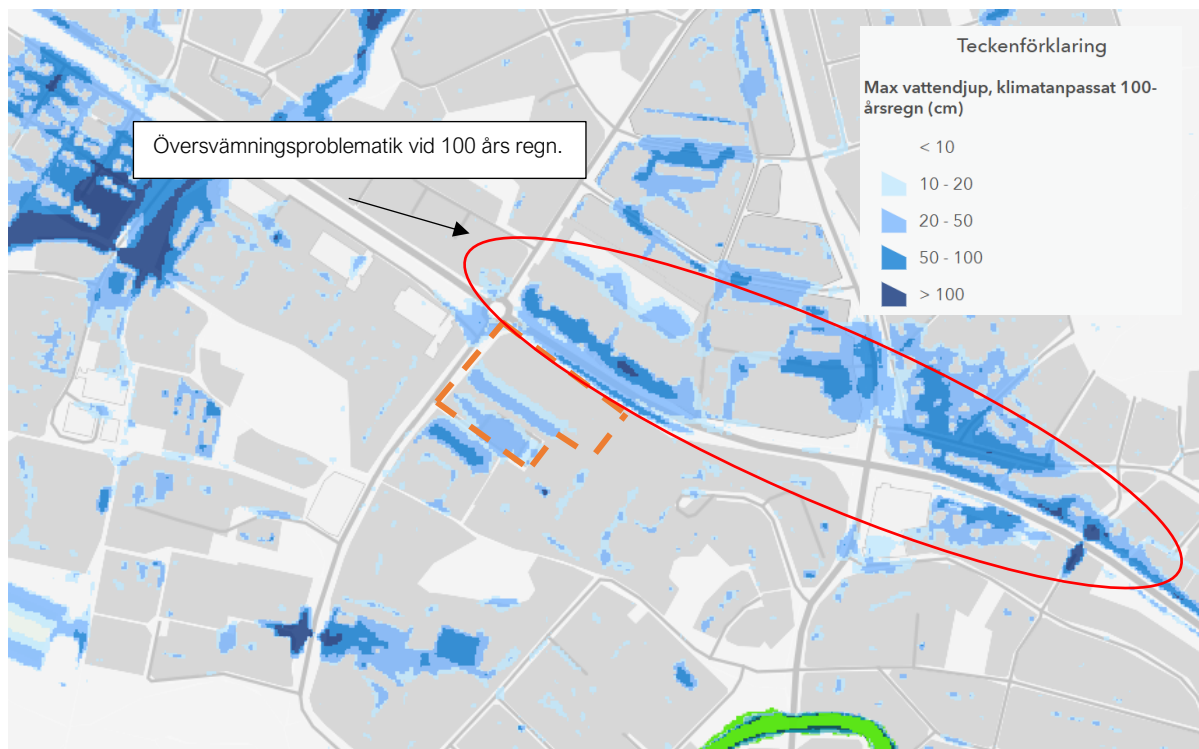 Teckenförklaring
Max vattendjup, klimatanpassat 100-
årsregn (cm)
< 10
10 - 20
20 - 50
50 - 100
> 100
Översvämningsproblematik vid 100 års regn.